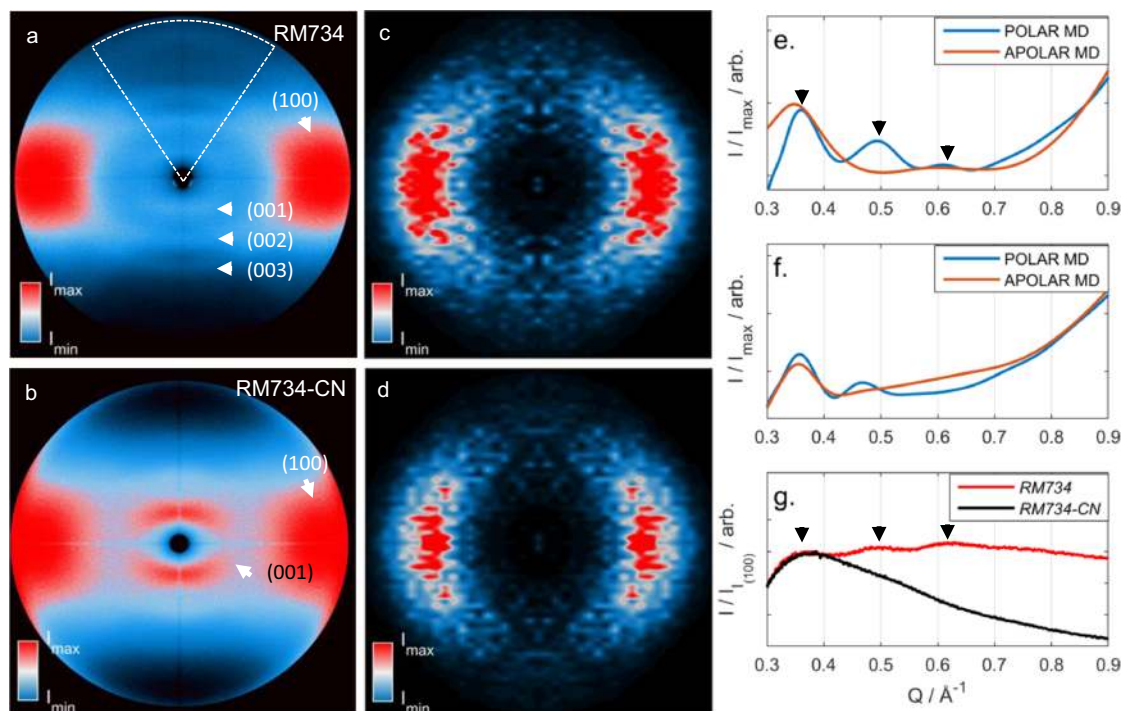 a
RM734
(100)
(001)
(002)
(003)
I max
I min
b
RM734-CN
(100)
(001)
I max
I min
c
I max
I min
d
I max
I min
e.
POLAR MD
APOLAR MD
I / Imax / arb.
0.3 0.4 0.5 0.6 0.7 0.8 0.9
f.
POLAR MD
APOLAR MD
I / Imax / arb.
0.3 0.4 0.5 0.6 0.7 0.8 0.9
g.
RM734
RM734-CN
I / I(100) / arb.
0.3 0.4 0.5 0.6 0.7 0.8 0.9
Q / Å-1